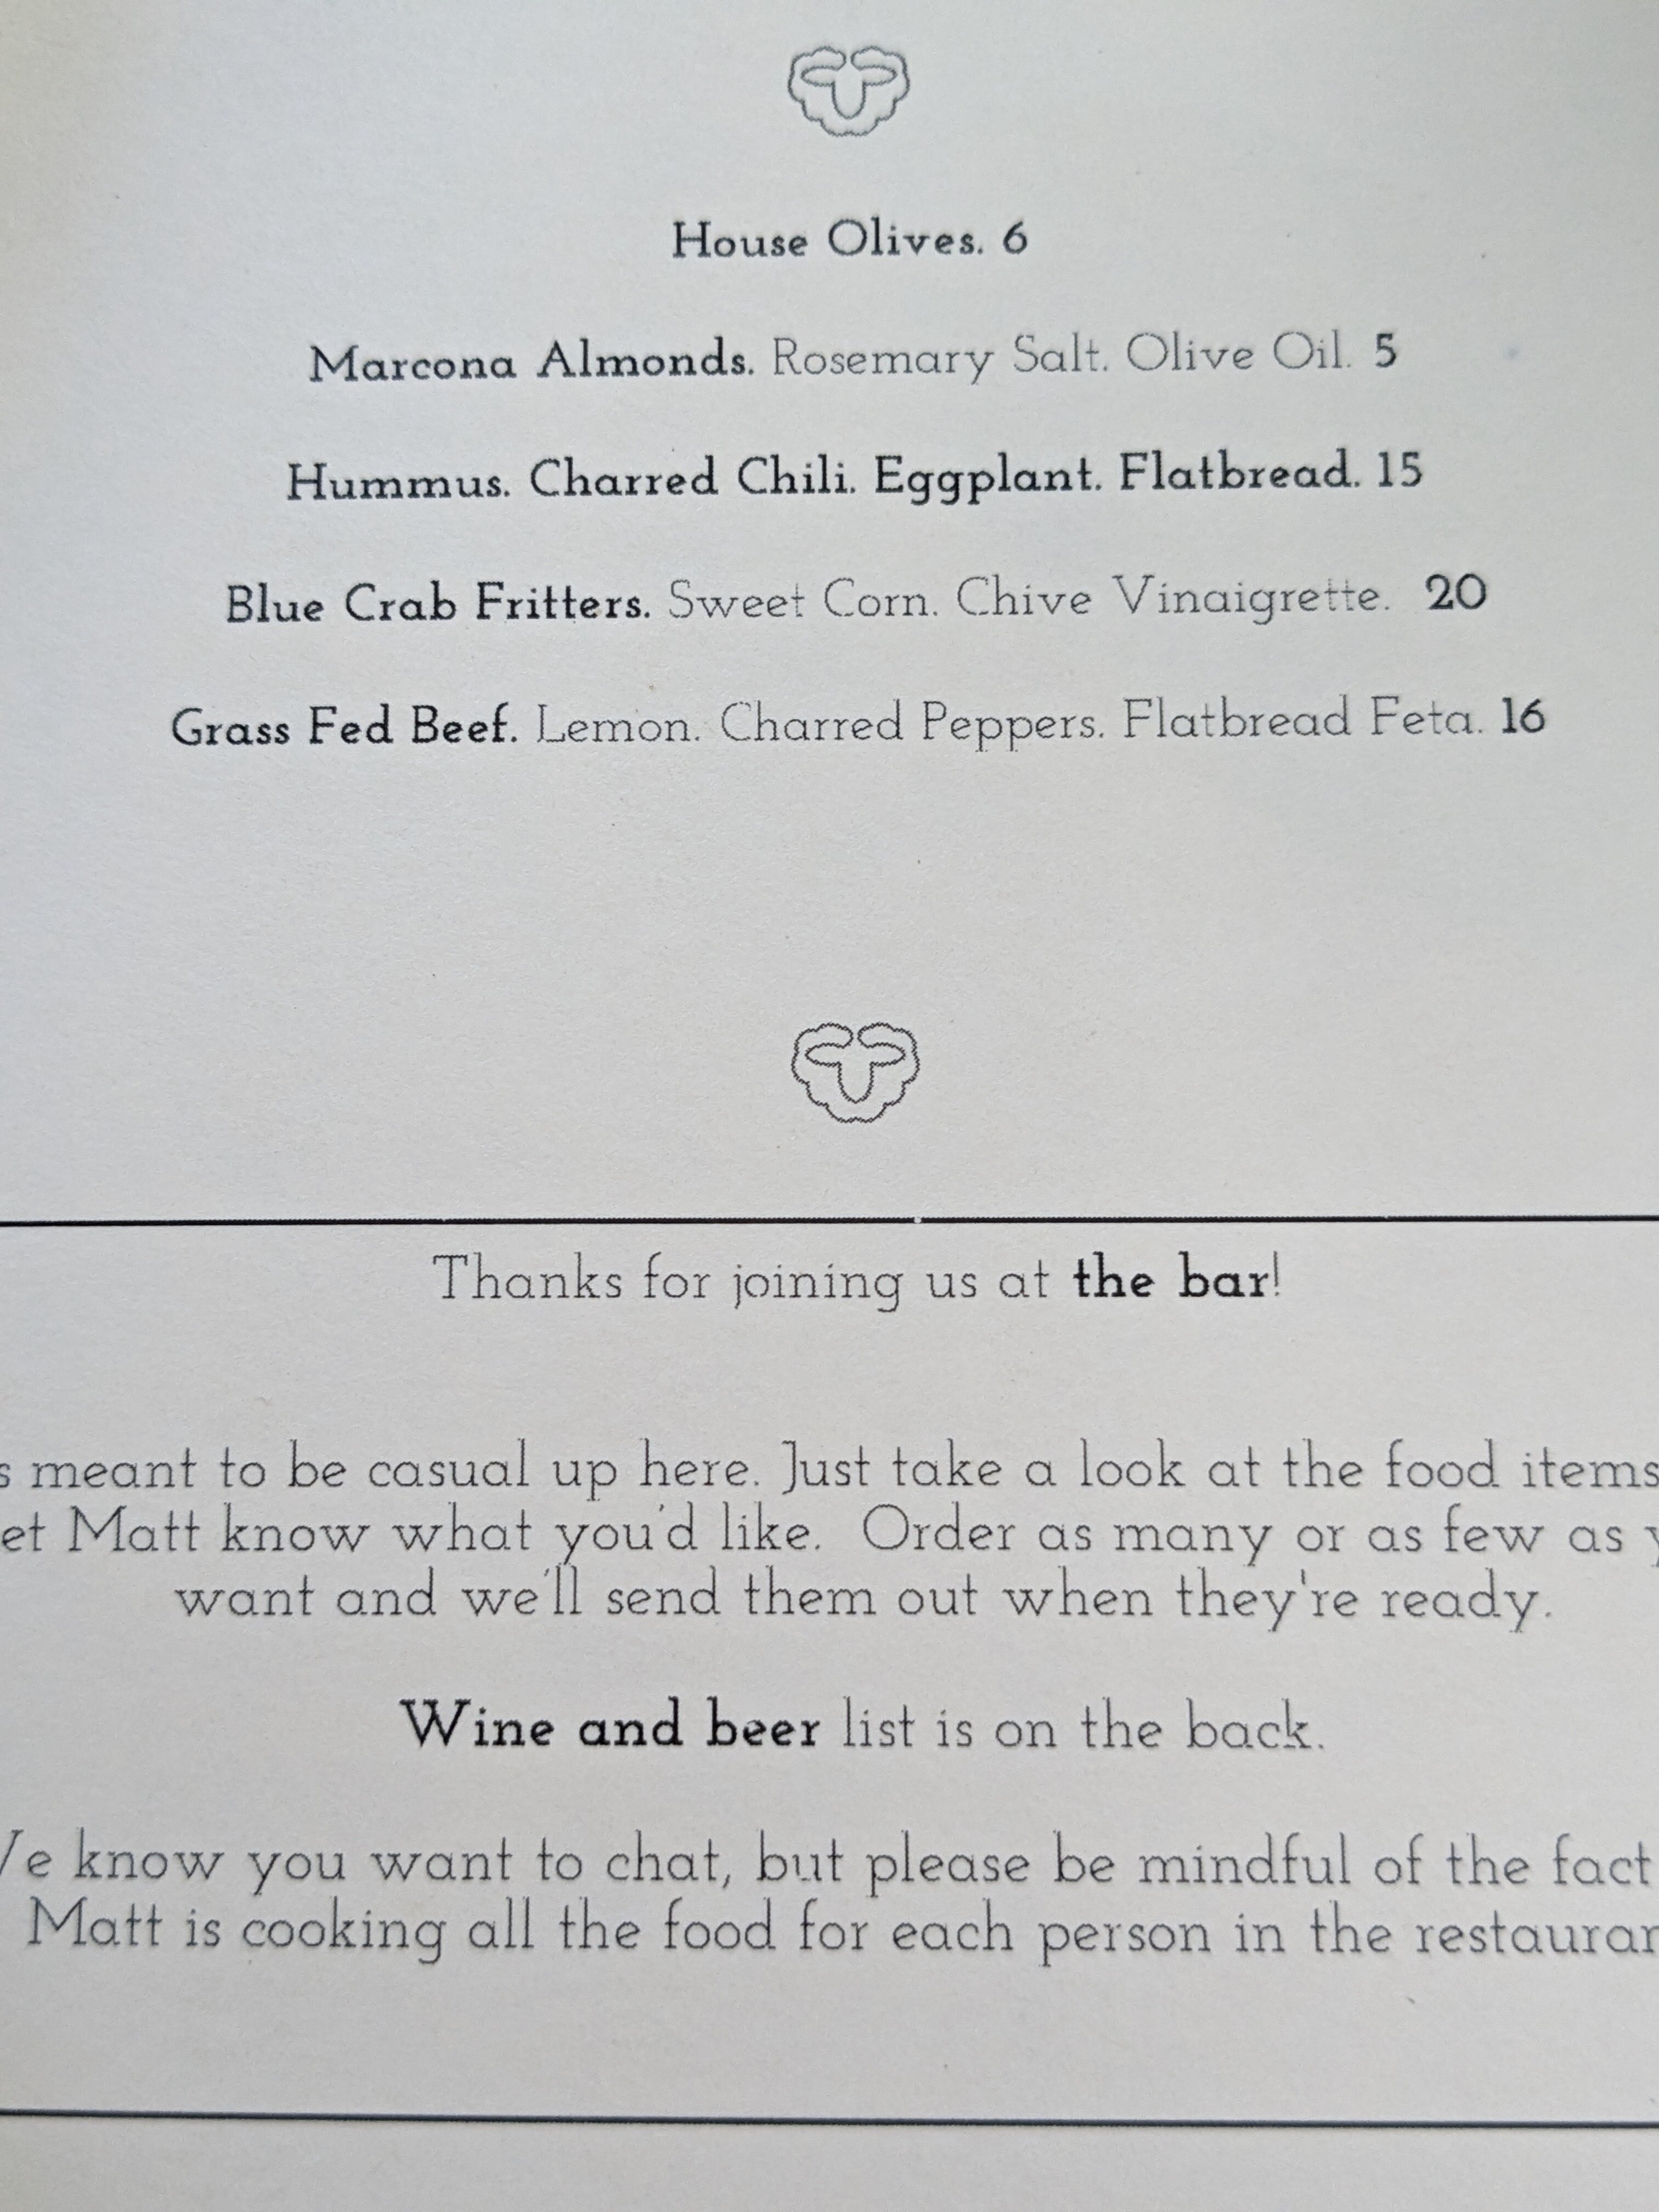 House Olives. 6
Marcona Almonds. Rosemary Salt. Olive Oil. 5
Hummus. Charred Chili. Eggplant. Flatbread. 15
Blue Crab Fritters. Sweet Corn. Chive Vinaigrette. 20
Grass Fed Beef. Lemon. Charred Peppers. Flatbread Feta. 16
Thanks for joining us at the bar!
meant to be casual up here. Just take a look at the food items
Matt know what you'd like. Order as many or as few as
want and we'll send them out when they're ready.
Wine and beer list is on the back.
know you want to chat, but please be mindful of the fact
Matt is cooking all the food for each person in the